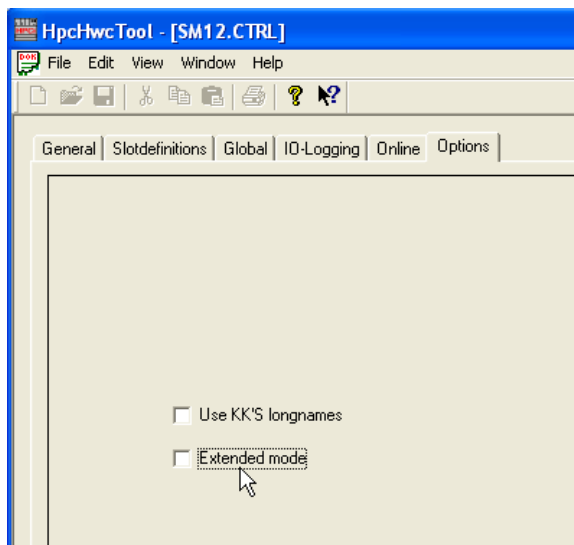 HpcHwcTool - [SM12.CTRL]
File Edit View Window Help
General Slotdefinitions Global IO-Logging Online Options
Use KK'S longnames
Extended mode